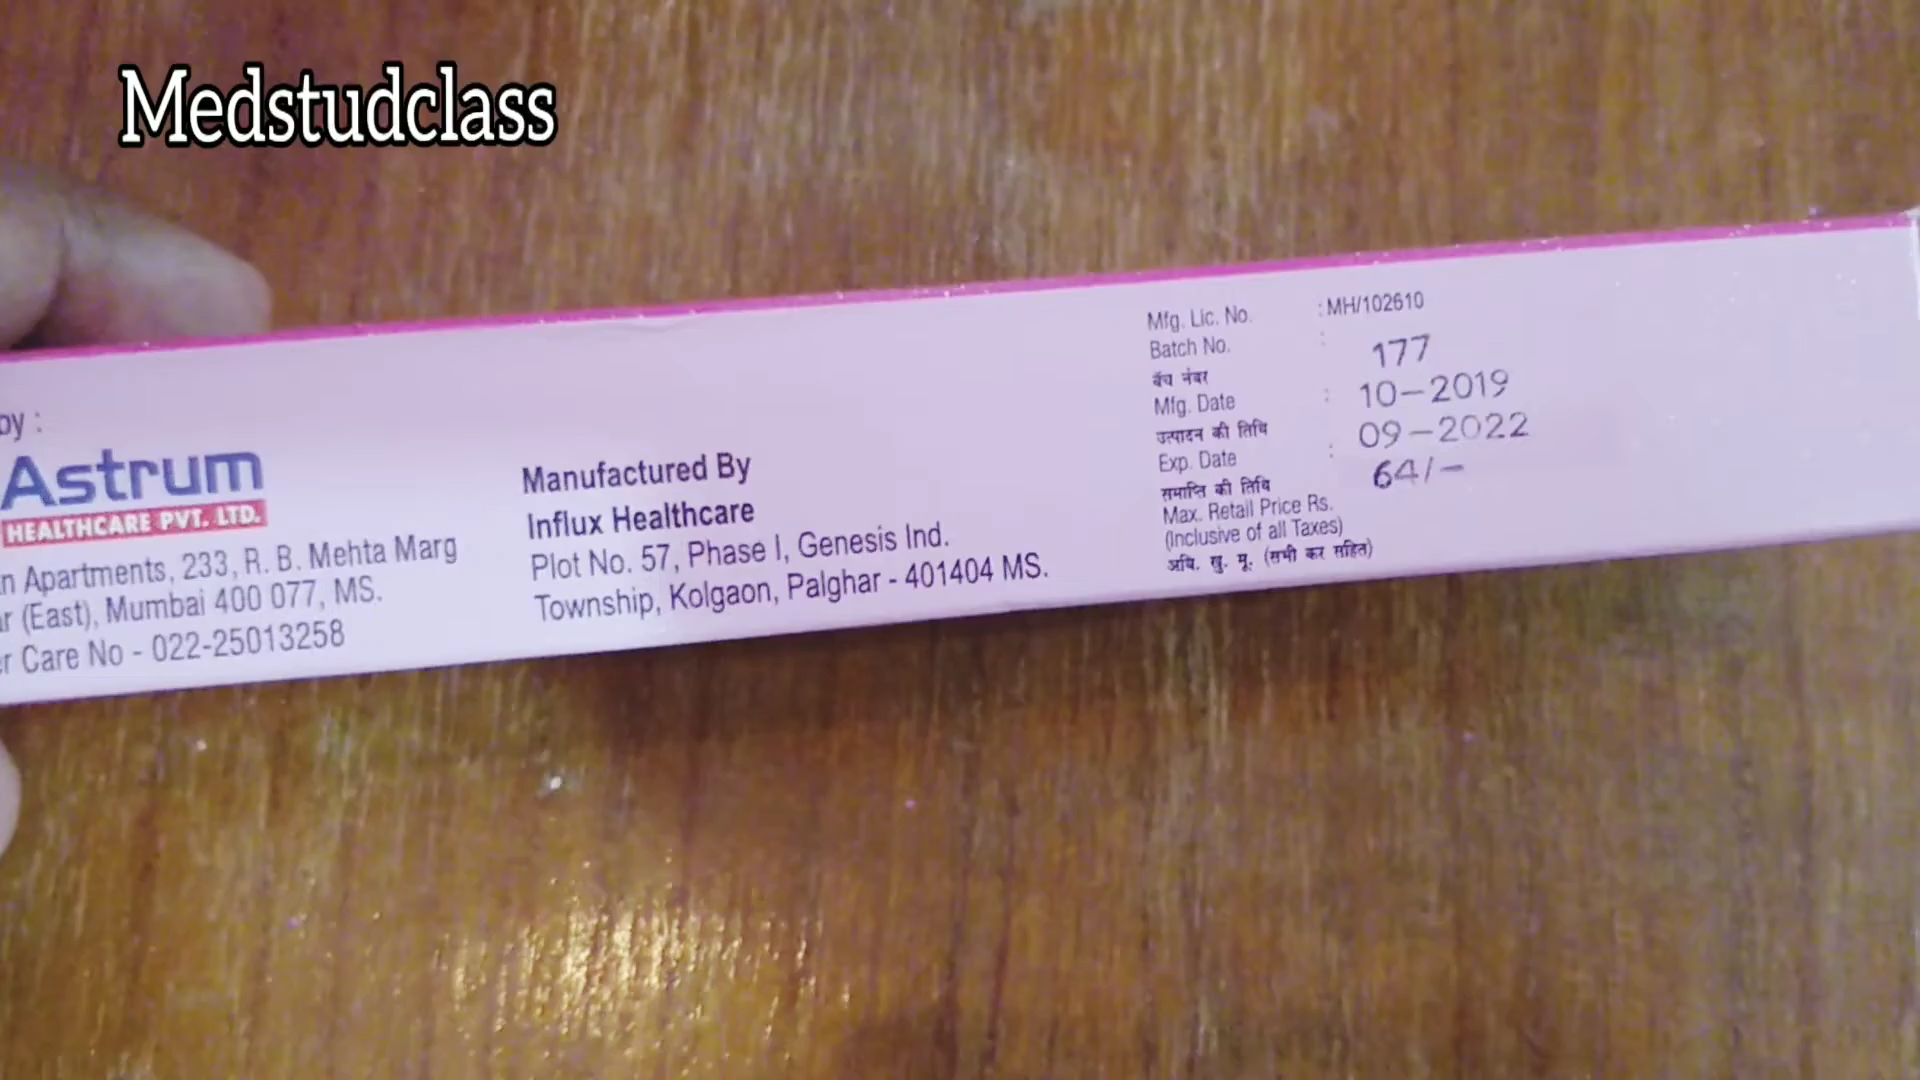 Medstudclass
by :
Astrum
HEALTHCARE PVT. LTD.
Apartments, 233, R. B. Mehta Marg
(East), Mumbai 400 077, MS.
Care No - 022-25013258
Manufactured By
Influx Healthcare
Plot No. 57, Phase I, Genesis Ind.
Township, Kolgaon, Palghar - 401404 MS.
Mfg. Lic. No. : MH/102610
Batch No. : 177
बॅच नंबर
Mfg. Date : 10-2019
उत्पादन की तिथि
Exp. Date : 09-2022
समाप्ति की तिथि
Max. Retail Price Rs. 64/-
(Inclusive of all Taxes)
अधि. खु. मू. (सभी कर सहित)